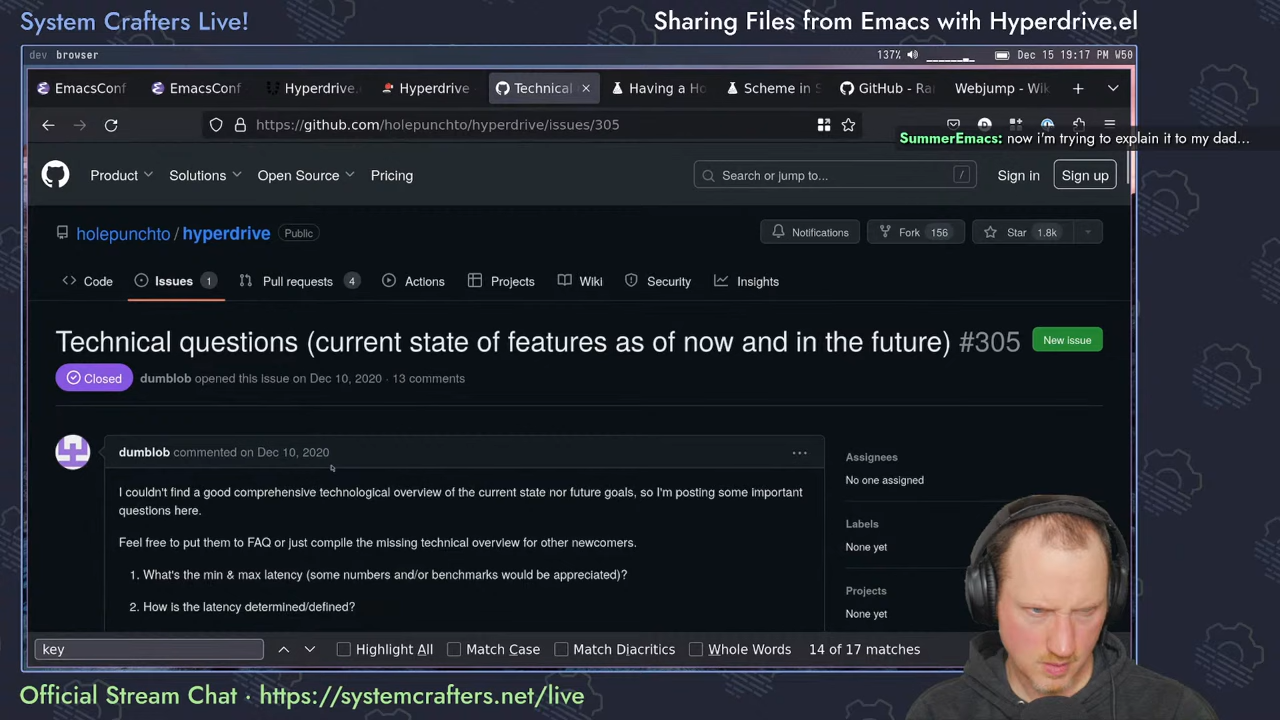 System Crafters Live!
Sharing Files from Emacs with Hyperdrive.el
dev browser
137% Dec 15 19:17 PM W50
EmacsConf
EmacsConf
Hyperdrive.
Hyperdrive
Technical
Having a Ho
Scheme in S
GitHub - Ra
Webjump - Wik
https://github.com/holepunchto/hyperdrive/issues/305
SummerEmacs: now i'm trying to explain it to my dad...
Product
Solutions
Open Source
Pricing
Search or jump to...
/
Sign in
Sign up
holepunchto / hyperdrive Public
Notifications
Fork 156
Star 1.8k
Code
Issues 1
Pull requests 4
Actions
Projects
Wiki
Security
Insights
Technical questions (current state of features as of now and in the future) #305
New issue
Closed
dumblob opened this issue on Dec 10, 2020 · 13 comments
dumblob commented on Dec 10, 2020
I couldn't find a good comprehensive technological overview of the current state nor future goals, so I'm posting some important
questions here.
Feel free to put them to FAQ or just compile the missing technical overview for other newcomers.
1. What's the min & max latency (some numbers and/or benchmarks would be appreciated)?
2. How is the latency determined/defined?
Assignees
No one assigned
Labels
None yet
Projects
None yet
key
Highlight All
Match Case
Match Diacritics
Whole Words
14 of 17 matches
Official Stream Chat · https://systemcrafters.net/live